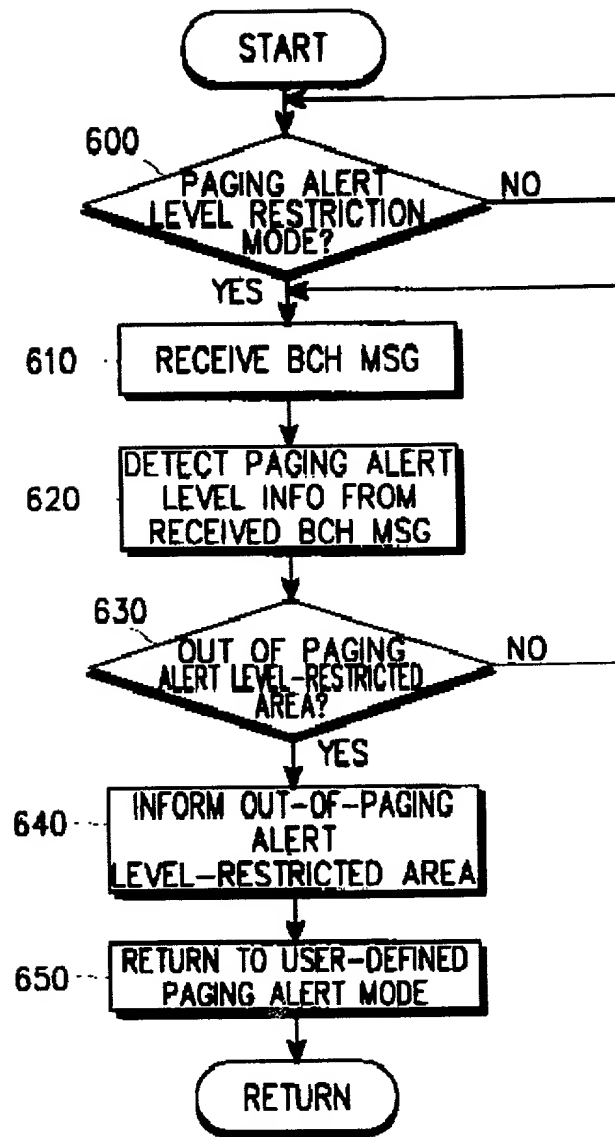 START
600
PAGING ALERT
LEVEL RESTRICTION
MODE?
NO
YES
610
RECEIVE BCH MSG
620
DETECT PAGING ALERT
LEVEL INFO FROM
RECEIVED BCH MSG
630
OUT OF PAGING
ALERT LEVEL-RESTRICTED
AREA?
NO
YES
640
INFORM OUT-OF-PAGING
ALERT
LEVEL-RESTRICTED AREA
650
RETURN TO USER-DEFINED
PAGING ALERT MODE
RETURN